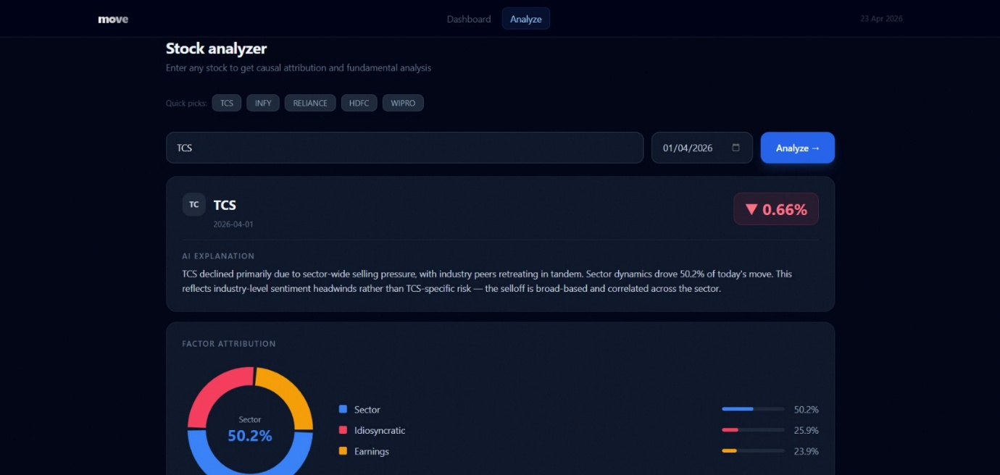 move
Dashboard Analyze
23 Apr 2026
Stock analyzer
Enter any stock to get causal attribution and fundamental analysis
Quick picks: TCS INFY RELIANCE HDFC WIPRO
TCS
01/04/2026
Analyze →
TC
TCS
2026-04-01
▼ 0.66%
AI EXPLANATION
TCS declined primarily due to sector-wide selling pressure, with industry peers retreating in tandem. Sector dynamics drove 50.2% of today's move. This
reflects industry-level sentiment headwinds rather than TCS-specific risk — the selloff is broad-based and correlated across the sector.
FACTOR ATTRIBUTION
Sector
50.2%
Sector 50.2%
Idiosyncratic 25.9%
Earnings 23.9%